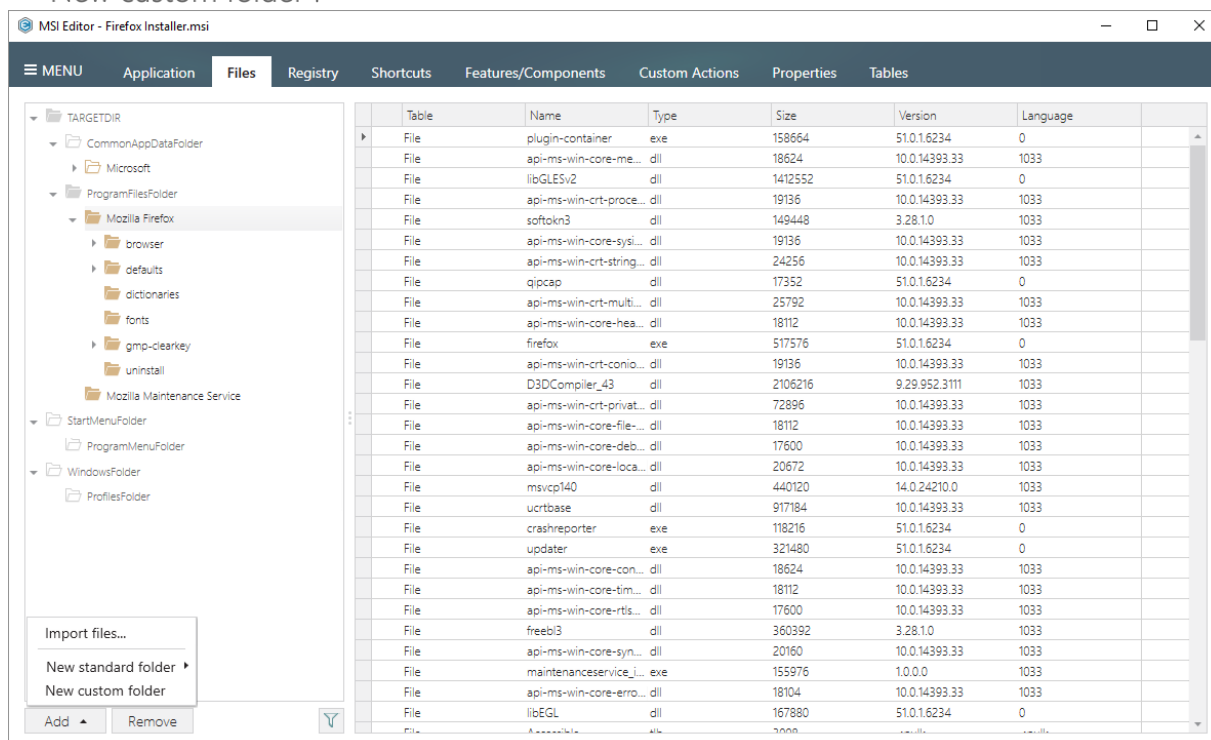 New custom folder .
MSI Editor - Firefox Installer.msi
MENU Application Files Registry Shortcuts Features/Components Custom Actions Properties Tables
TARGETDIR
CommonAppDataFolder
Microsoft
ProgramFilesFolder
Mozilla Firefox
browser
defaults
dictionaries
fonts
gmp-clearkey
uninstall
Mozilla Maintenance Service
StartMenuFolder
ProgramMenuFolder
WindowsFolder
ProfilesFolder
Import files...
New standard folder
New custom folder
Add Remove
Table Name Type Size Version Language
File plugin-container exe 158664 51.0.1.6234 0
File api-ms-win-core-me... dll 18624 10.0.14393.33 1033
File libGLESv2 dll 1412552 51.0.1.6234 0
File api-ms-win-crt-proce... dll 19136 10.0.14393.33 1033
File softokn3 dll 149448 3.28.1.0 1033
File api-ms-win-core-sysi... dll 19136 10.0.14393.33 1033
File api-ms-win-crt-string... dll 24256 10.0.14393.33 1033
File qipcap dll 17352 51.0.1.6234 0
File api-ms-win-crt-multi... dll 25792 10.0.14393.33 1033
File api-ms-win-core-hea... dll 18112 10.0.14393.33 1033
File firefox exe 517576 51.0.1.6234 0
File api-ms-win-crt-conio... dll 19136 10.0.14393.33 1033
File D3DCompiler_43 dll 2106216 9.29.952.3111 1033
File api-ms-win-crt-privat... dll 72896 10.0.14393.33 1033
File api-ms-win-core-file-... dll 18112 10.0.14393.33 1033
File api-ms-win-core-deb... dll 17600 10.0.14393.33 1033
File api-ms-win-core-loca... dll 20672 10.0.14393.33 1033
File msvcp140 dll 440120 14.0.24210.0 1033
File ucrtbase dll 917184 10.0.14393.33 1033
File crashreporter exe 118216 51.0.1.6234 0
File updater exe 321480 51.0.1.6234 0
File api-ms-win-core-con... dll 18624 10.0.14393.33 1033
File api-ms-win-core-tim... dll 18112 10.0.14393.33 1033
File api-ms-win-core-rtls... dll 17600 10.0.14393.33 1033
File freebl3 dll 360392 3.28.1.0 1033
File api-ms-win-core-syn... dll 20160 10.0.14393.33 1033
File maintenanceservice_i... exe 155976 1.0.0.0 1033
File api-ms-win-core-erro... dll 18104 10.0.14393.33 1033
File libEGL dll 167880 51.0.1.6234 0